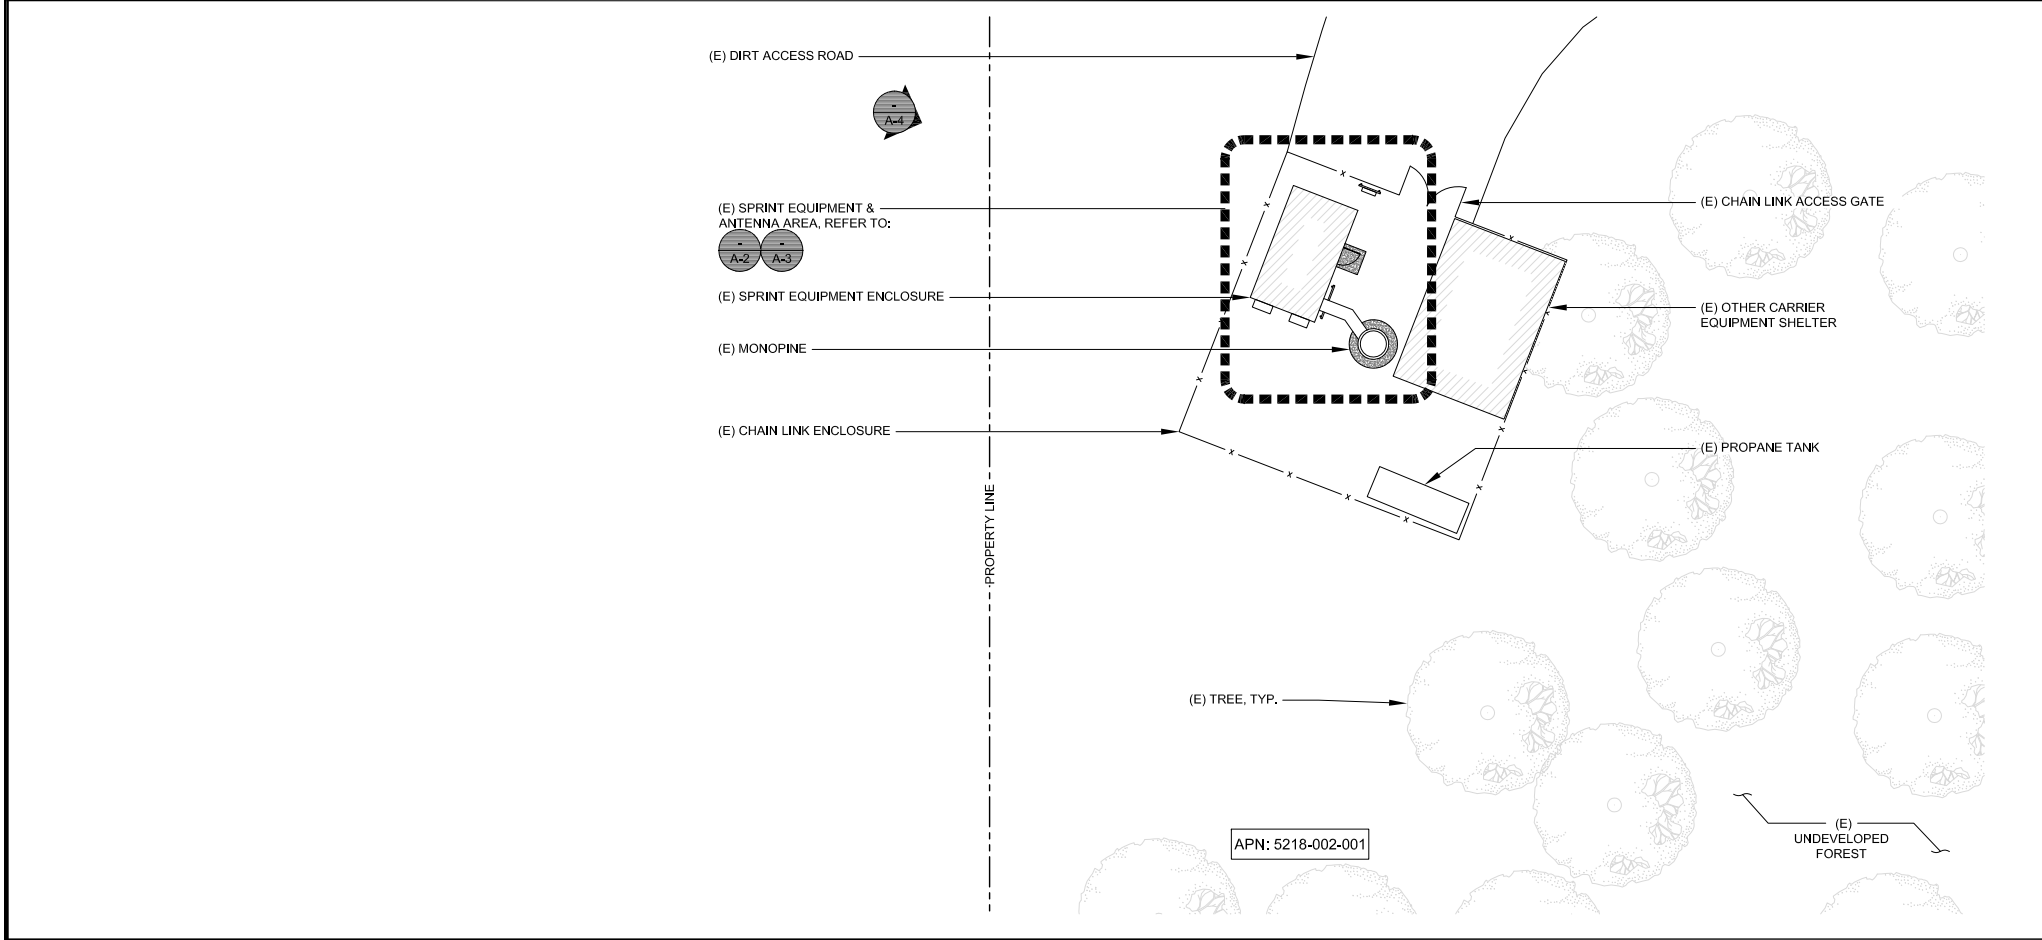 (E) DIRT ACCESS ROAD
-
A-4
(E) SPRINT EQUIPMENT &
ANTENNA AREA, REFER TO:
- -
A-2 A-3
(E) SPRINT EQUIPMENT ENCLOSURE
(E) MONOPINE
(E) CHAIN LINK ENCLOSURE
PROPERTY LINE
(E) CHAIN LINK ACCESS GATE
(E) OTHER CARRIER
EQUIPMENT SHELTER
(E) PROPANE TANK
(E) TREE, TYP.
APN: 5218-002-001
(E)
UNDEVELOPED
FOREST